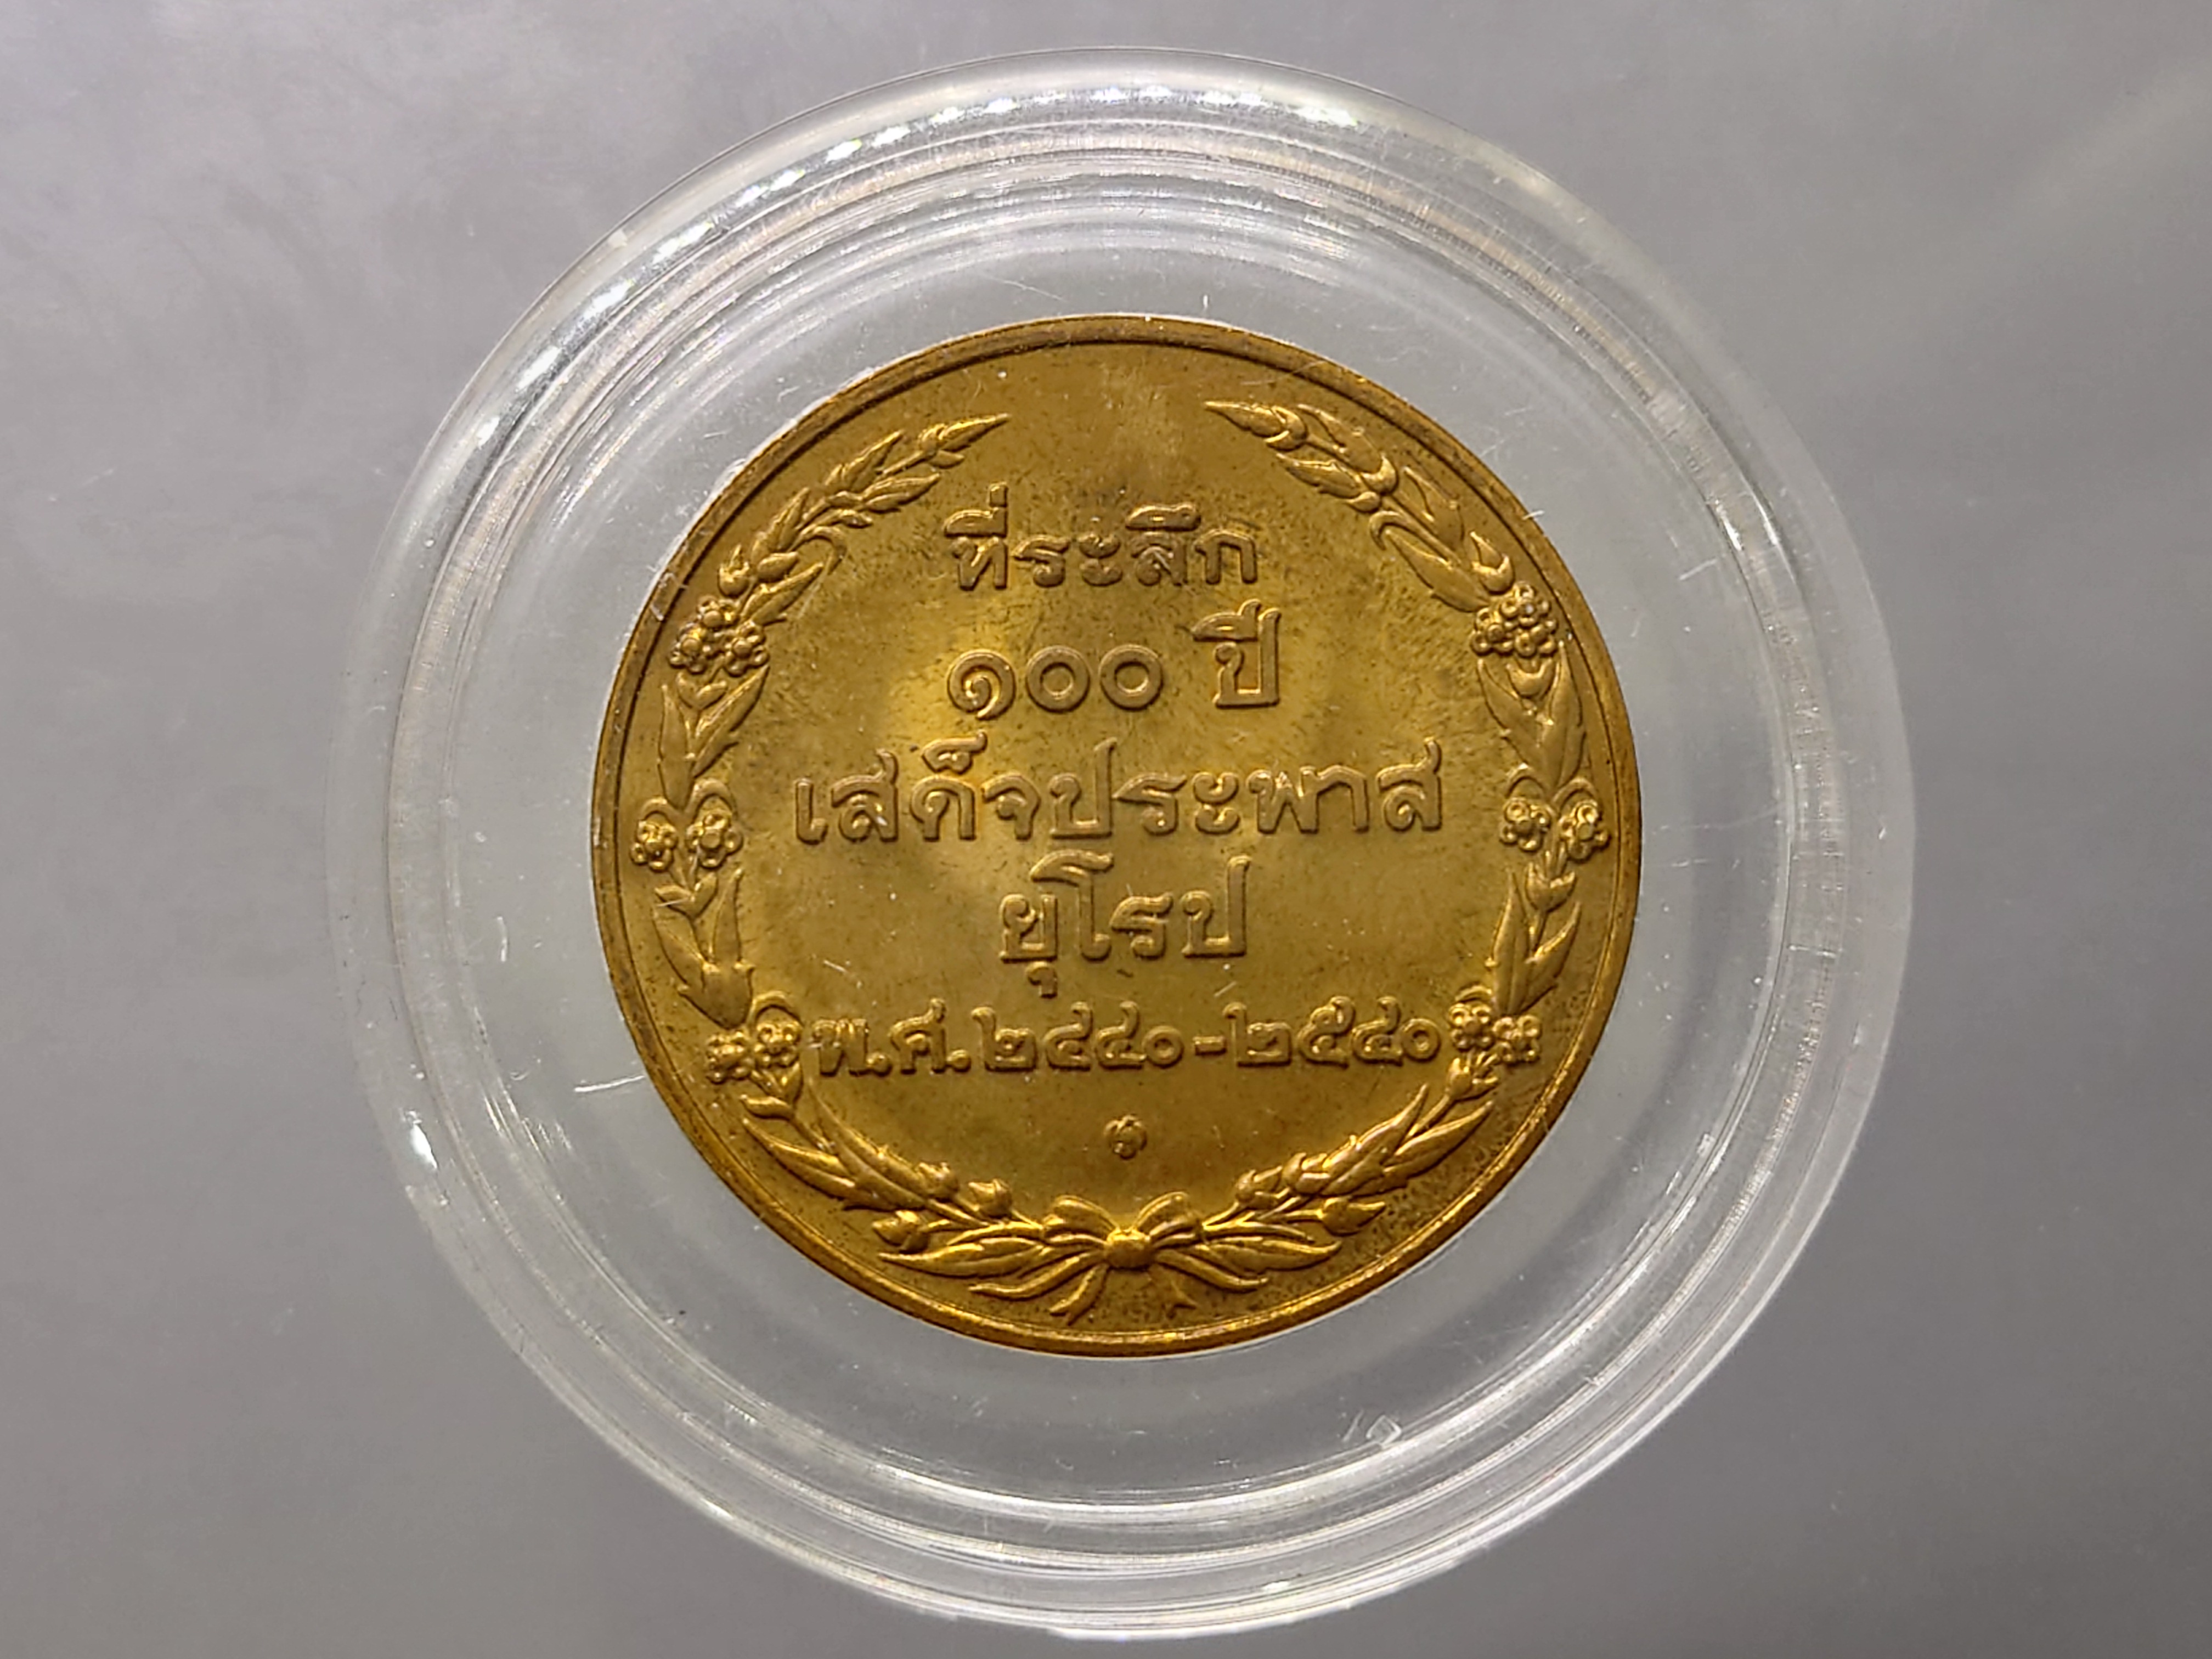 ที่ระลึก
๑๐๐ ปี
เสด็จประพาส
ยุโรป
พ.ศ.๒๔๔๐-๒๕๔๐